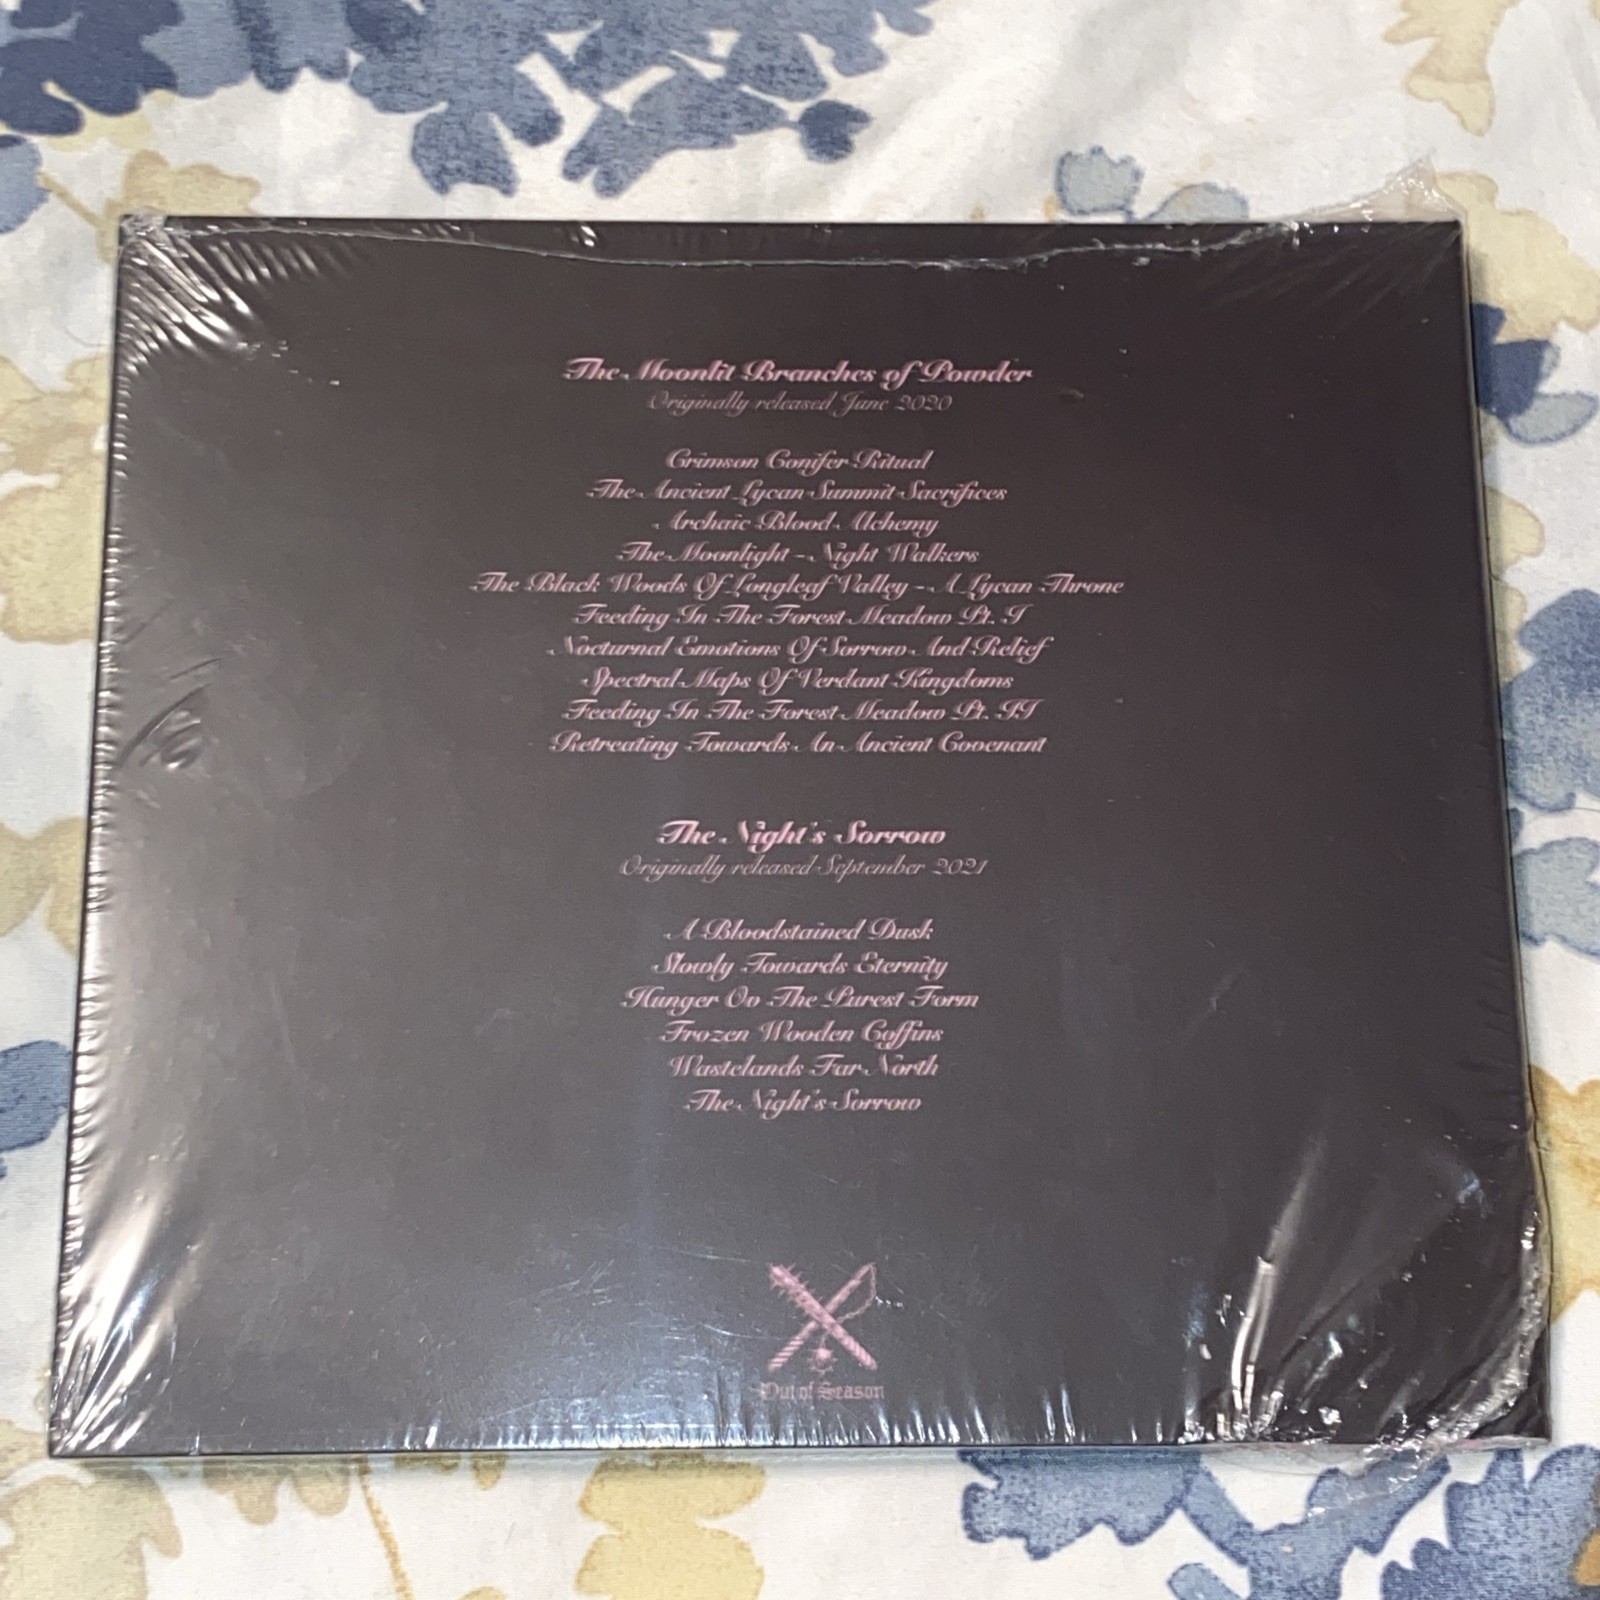 The Moonlit Branches of Powder
Originally released June 2020
Crimson Conifer Ritual
The Ancient Lycan Summit Sacrifices
Archaic Blood Alchemy
The Moonlight - Night Walkers
The Black Woods Of Longleaf Valley - A Lycan Throne
Feeding In The Forest Meadow Pt. I
Nocturnal Emotions Of Sorrow And Relief
Spectral Maps Of Verdant Kingdoms
Feeding In The Forest Meadow Pt. II
Retreating Towards An Ancient Covenant
The Night's Sorrow
Originally released September 2021
A Bloodstained Dusk
Slowly Towards Eternity
Hunger Ov The Purest Form
Frozen Wooden Coffins
Wastelands Far North
The Night's Sorrow
Out of Season